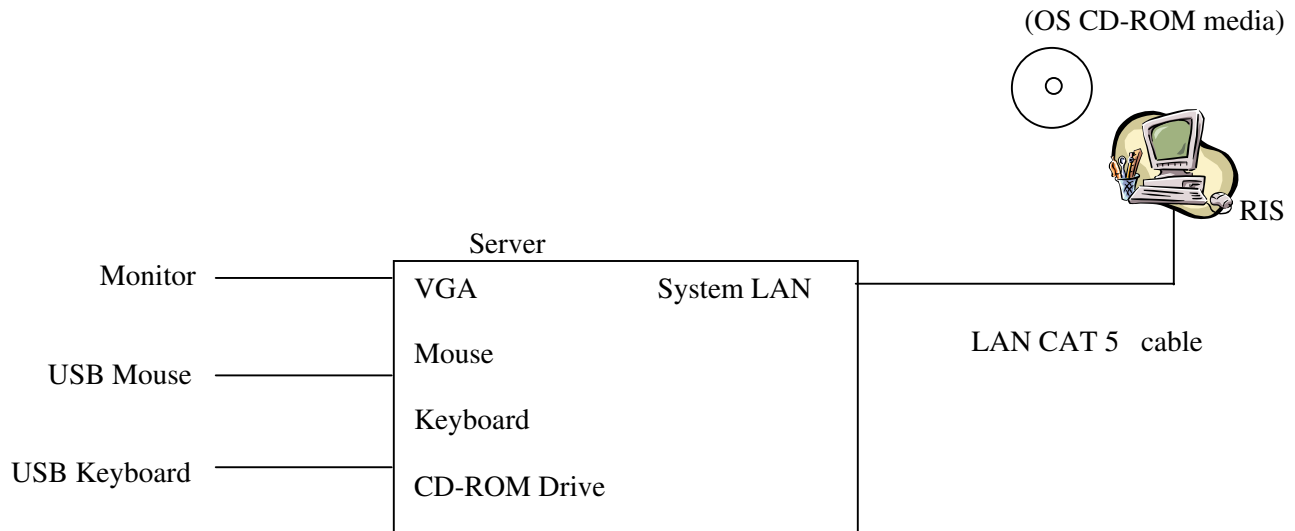 (OS CD-ROM media)
RIS
Server
Monitor
VGA System LAN
LAN CAT 5 cable
Mouse
USB Mouse
Keyboard
USB Keyboard
CD-ROM Drive